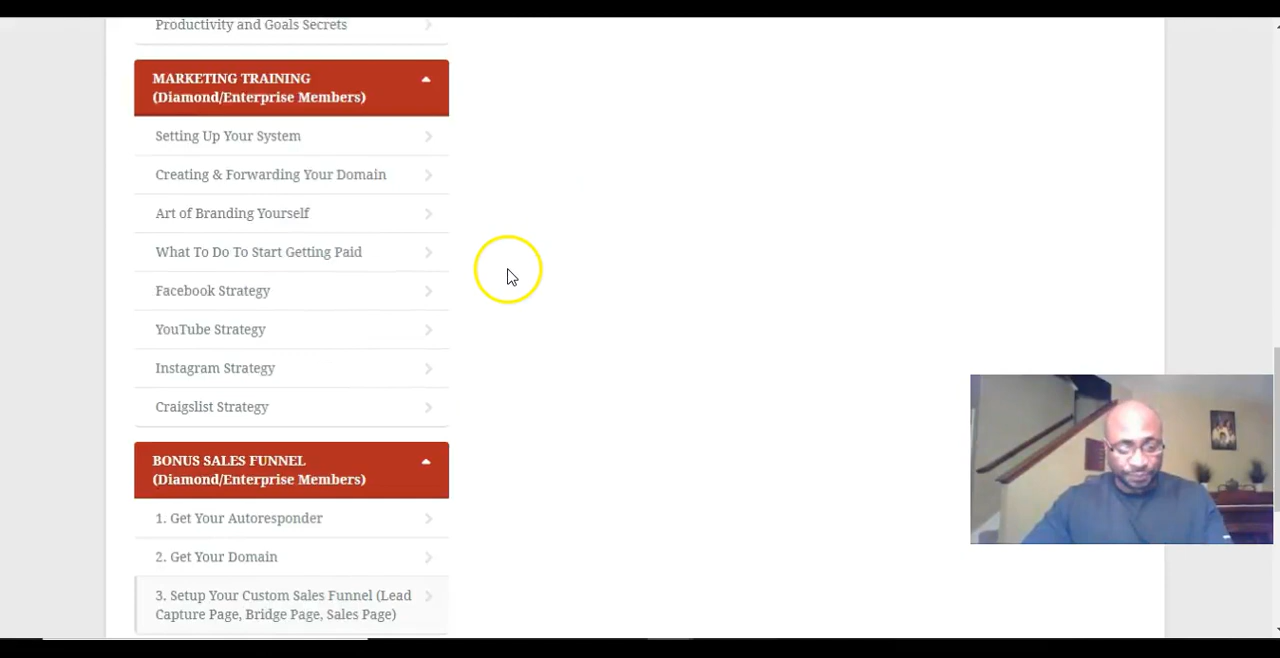 Productivity and Goals Secrets
MARKETING TRAINING
(Diamond/Enterprise Members)
Setting Up Your System
Creating & Forwarding Your Domain
Art of Branding Yourself
What To Do To Start Getting Paid
Facebook Strategy
YouTube Strategy
Instagram Strategy
Craigslist Strategy
BONUS SALES FUNNEL
(Diamond/Enterprise Members)
1. Get Your Autoresponder
2. Get Your Domain
3. Setup Your Custom Sales Funnel (Lead
Capture Page, Bridge Page, Sales Page)